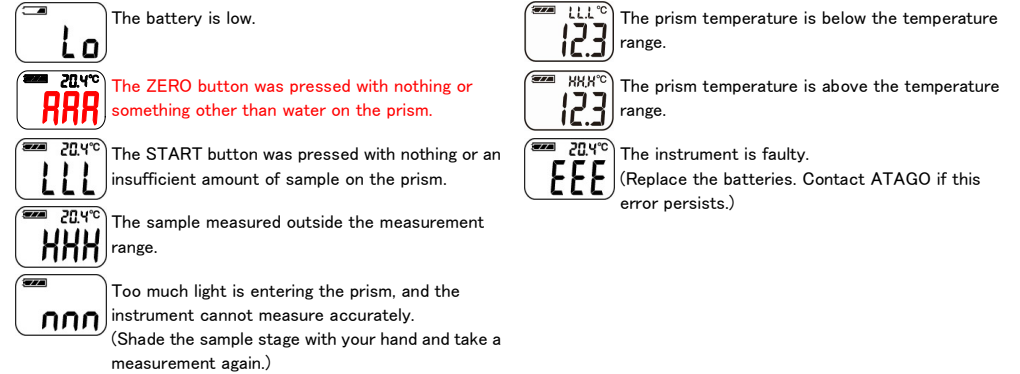 Lo
The battery is low.
20.4°C
AAA
The ZERO button was pressed with nothing or
something other than water on the prism.
20.4°C
LLL
The START button was pressed with nothing or an
insufficient amount of sample on the prism.
20.4°C
HHH
The sample measured outside the measurement
range.
nnn
Too much light is entering the prism, and the
instrument cannot measure accurately.
(Shade the sample stage with your hand and take a
measurement again.)
LL.L°C
12.3
The prism temperature is below the temperature
range.
HH.H°C
12.3
The prism temperature is above the temperature
range.
20.4°C
EEE
The instrument is faulty.
(Replace the batteries. Contact ATAGO if this
error persists.)